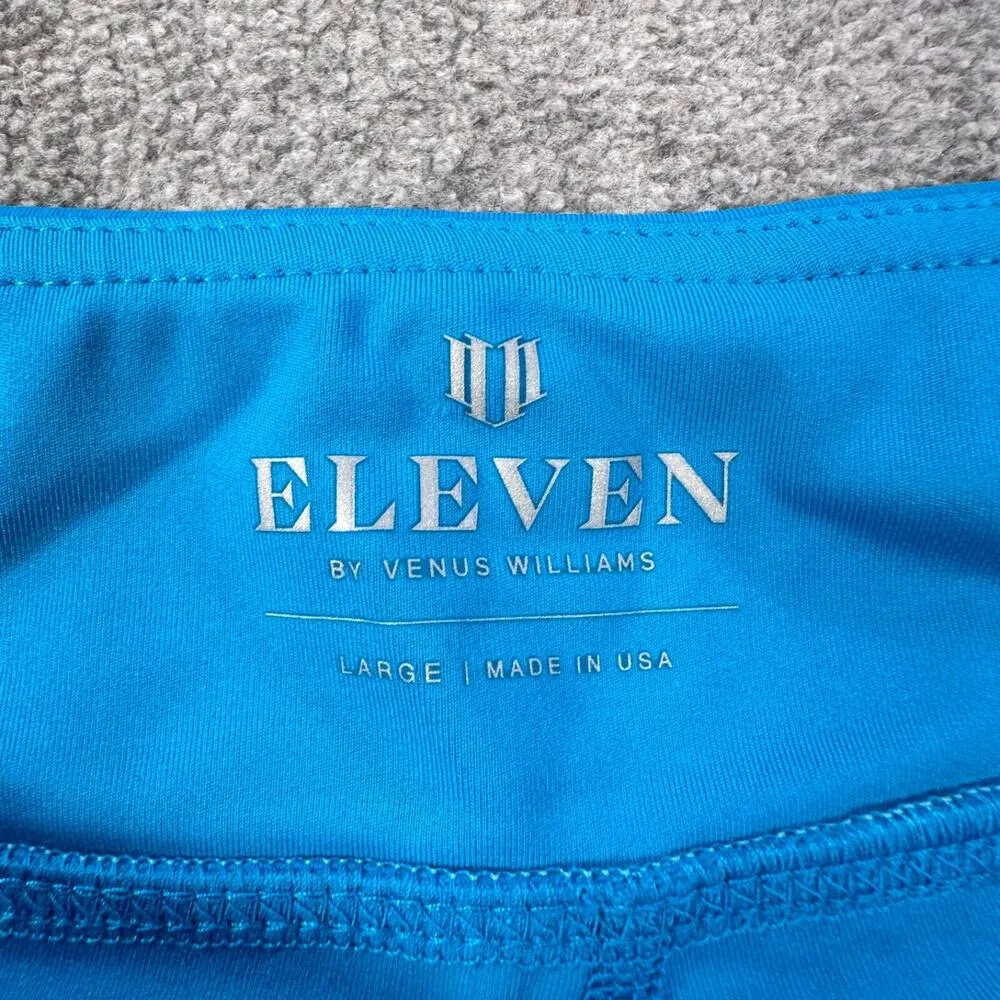 ELEVEN
BY VENUS WILLIAMS
LARGE | MADE IN USA